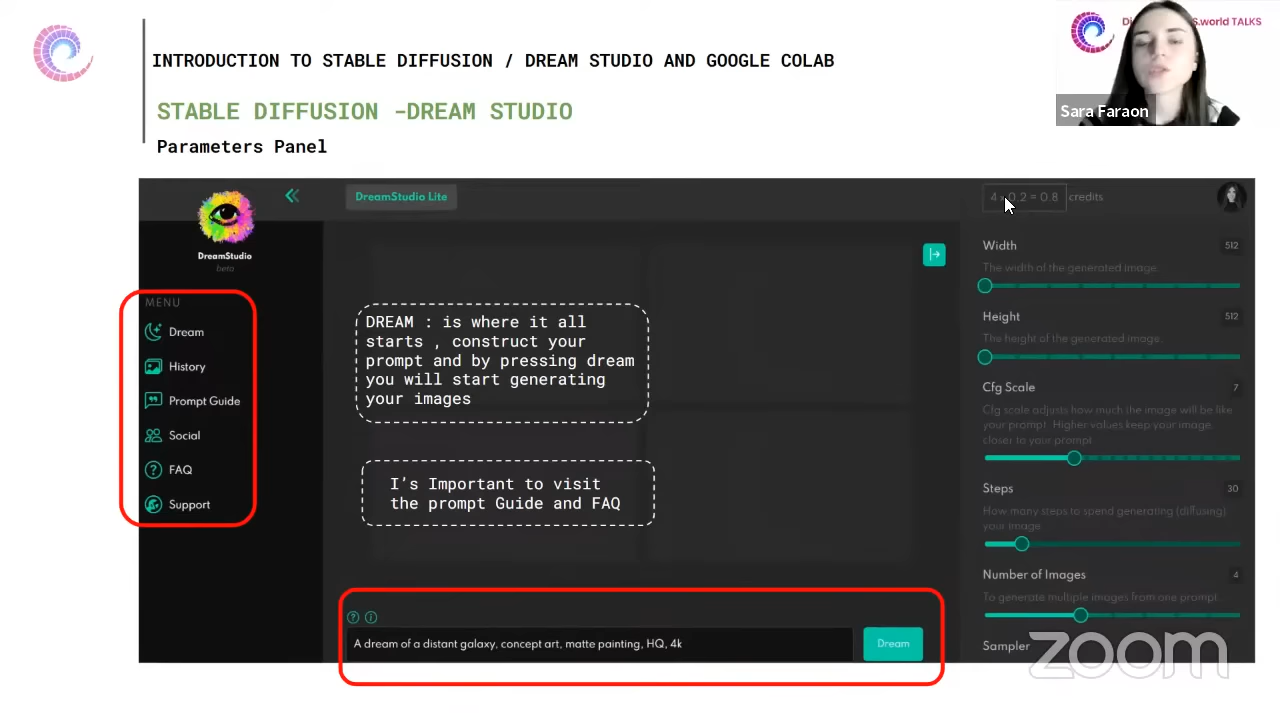 INTRODUCTION TO STABLE DIFFUSION / DREAM STUDIO AND GOOGLE COLAB
S.world TALKS
STABLE DIFFUSION -DREAM STUDIO
Sara Faraon
Parameters Panel
DreamStudio
beta
DreamStudio Lite
0.2 = 0.8 credits
MENU
Dream
History
Prompt Guide
Social
FAQ
Support
DREAM : is where it all
starts , construct your
prompt and by pressing dream
you will start generating
your images
I's Important to visit
the prompt Guide and FAQ
A dream of a distant galaxy, concept art, matte painting, HQ, 4k
Dream
Width 512
The width of the generated image.
Height 512
The height of the generated image.
Cfg Scale 7
Cfg scale adjusts how much the image will be like
your prompt. Higher values keep your image
closer to your prompt
Steps 30
How many steps to spend generating (diffusing)
your image.
Number of Images 4
To generate multiple images from one prompt.
Sampler
zoom